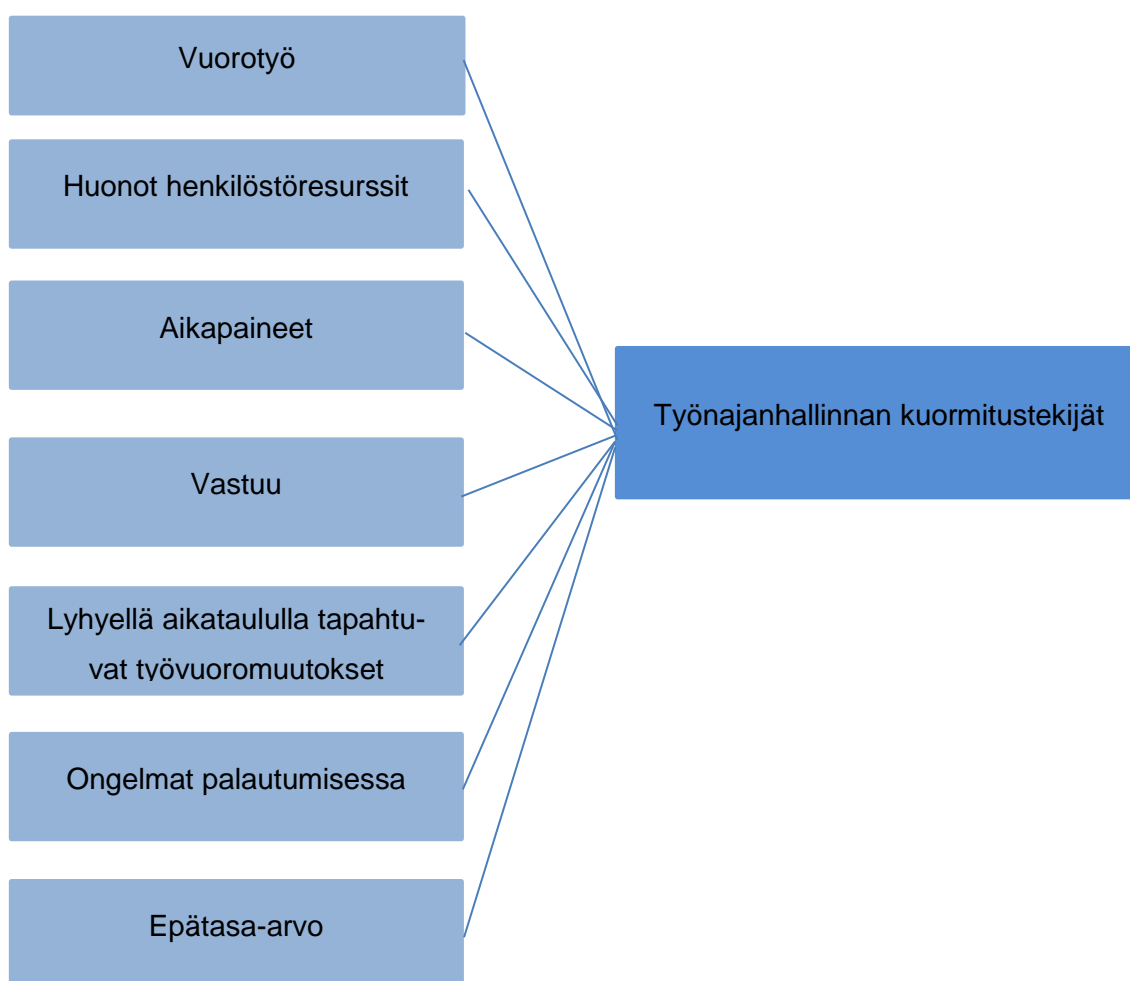 Vuorotyö
Huonot henkilöstöresurssit
Aikapaineet
Työnajanhallinnan kuormitustekijät
Vastuu
Lyhyellä aikataululla tapahtu-
vat työvuoromuutokset
Ongelmat palautumisessa
Epätasa-arvo